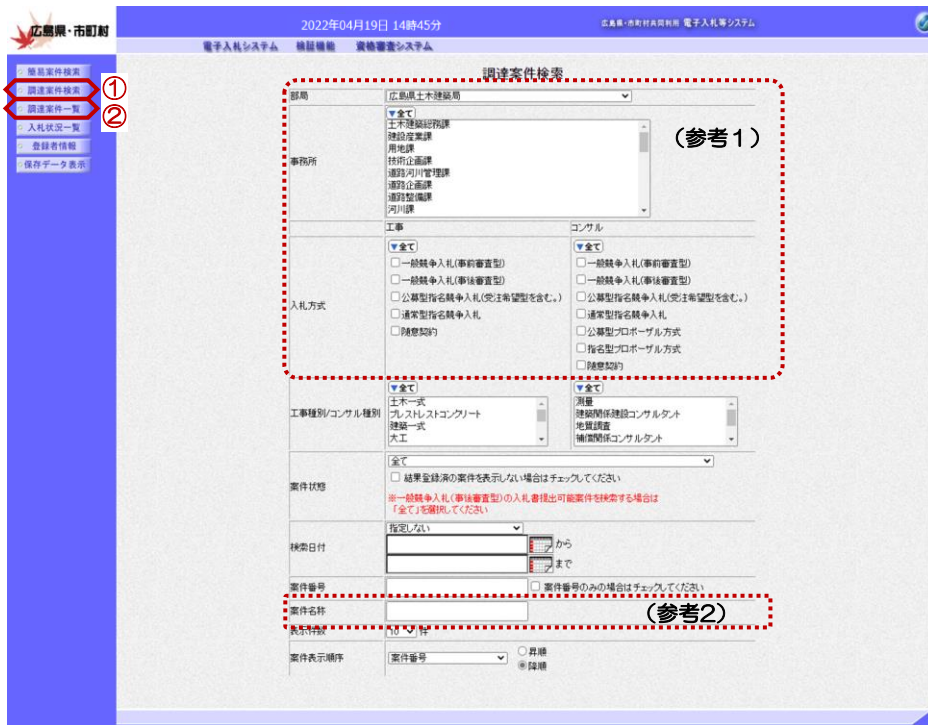 広島県・市町村
2022年04月19日 14時45分
広島県・市町村共同利用 電子入札等システム
電子入札システム 検証機能 資格審査システム
簡易案件検索
調達案件検索
①
調達案件一覧
②
入札状況一覧
登録者情報
保存データ表示
調達案件検索
部局
広島県土木建築局
事務所
▼全て
土木建築総務課
建設産業課
用地課
技術企画課
道路河川管理課
道路企画課
道路整備課
河川課
(参考1)
工事 コンサル
入札方式
▼全て
一般競争入札(事前審査型)
一般競争入札(事後審査型)
公募型指名競争入札(受注希望型を含む。)
通常型指名競争入札
随意契約
▼全て
一般競争入札(事前審査型)
一般競争入札(事後審査型)
公募型指名競争入札(受注希望型を含む。)
通常型指名競争入札
公募型プロポーザル方式
指名型プロポーザル方式
随意契約
工事種別/コンサル種別
▼全て
土木一式
プレストレストコンクリート
建築一式
大工
▼全て
測量
建築関係建設コンサルタント
地質調査
補償関係コンサルタント
案件状態
全て
結果登録済の案件を表示しない場合はチェックしてください
※一般競争入札(事後審査型)の入札書提出可能案件を検索する場合は
「全て」を選択してください
検索日付
指定しない
から
まで
案件番号
案件番号のみの場合はチェックしてください
案件名称
(参考2)
表示件数
10 件
案件表示順序
案件番号
昇順
降順